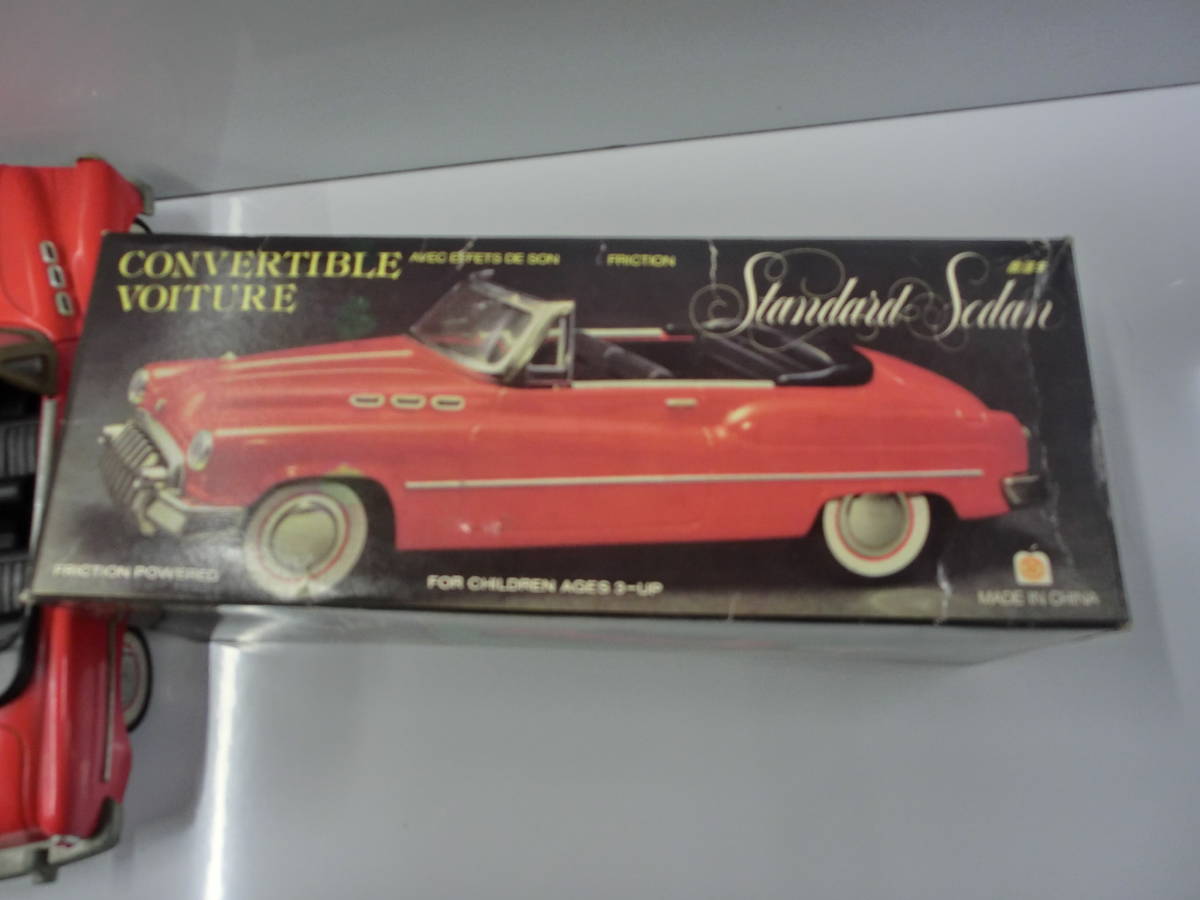 CONVERTIBLE
VOITURE
AVEC EFFETS DE SON
FRICTION
Standard Sedan
FRICTION POWERED
FOR CHILDREN AGES 3-UP
MADE IN CHINA